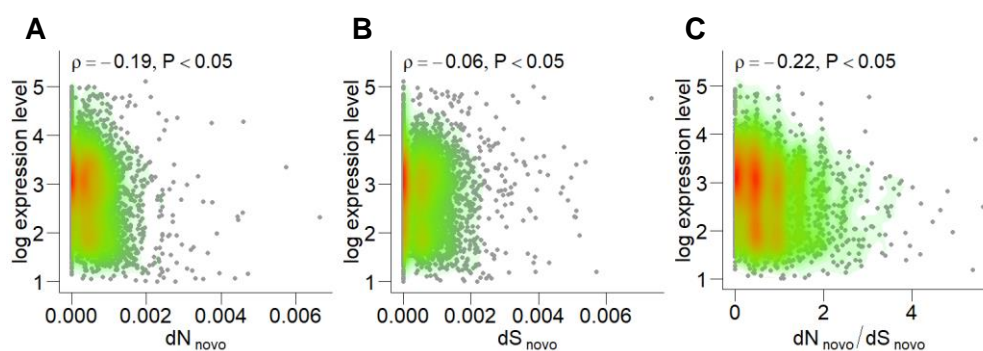 A
ρ = −0.19, P < 0.05
log expression level
5
4
3
2
1
0.000 0.002 0.004 0.006
dN novo
B
ρ = −0.06, P < 0.05
log expression level
5
4
3
2
1
0.000 0.002 0.004 0.006
dS novo
C
ρ = −0.22, P < 0.05
log expression level
5
4
3
2
1
0 2 4
dN novo / dS novo